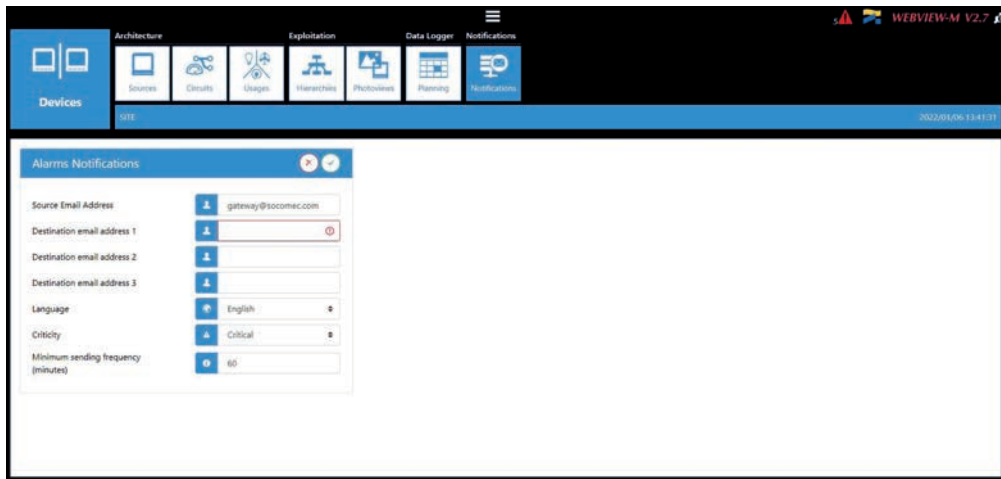 5 WEBVIEW-M V2.7
Architecture Exploitation Data Logger Notifications
Devices
Sources Circuits Usages Hierarchies Photoviews Planning Notifications
SITE 2022/01/06 13:41:31
Alarms Notifications
Source Email Address gateway@socomec.com
Destination email address 1
Destination email address 2
Destination email address 3
Language English
Criticity Critical
Minimum sending frequency
(minutes) 60